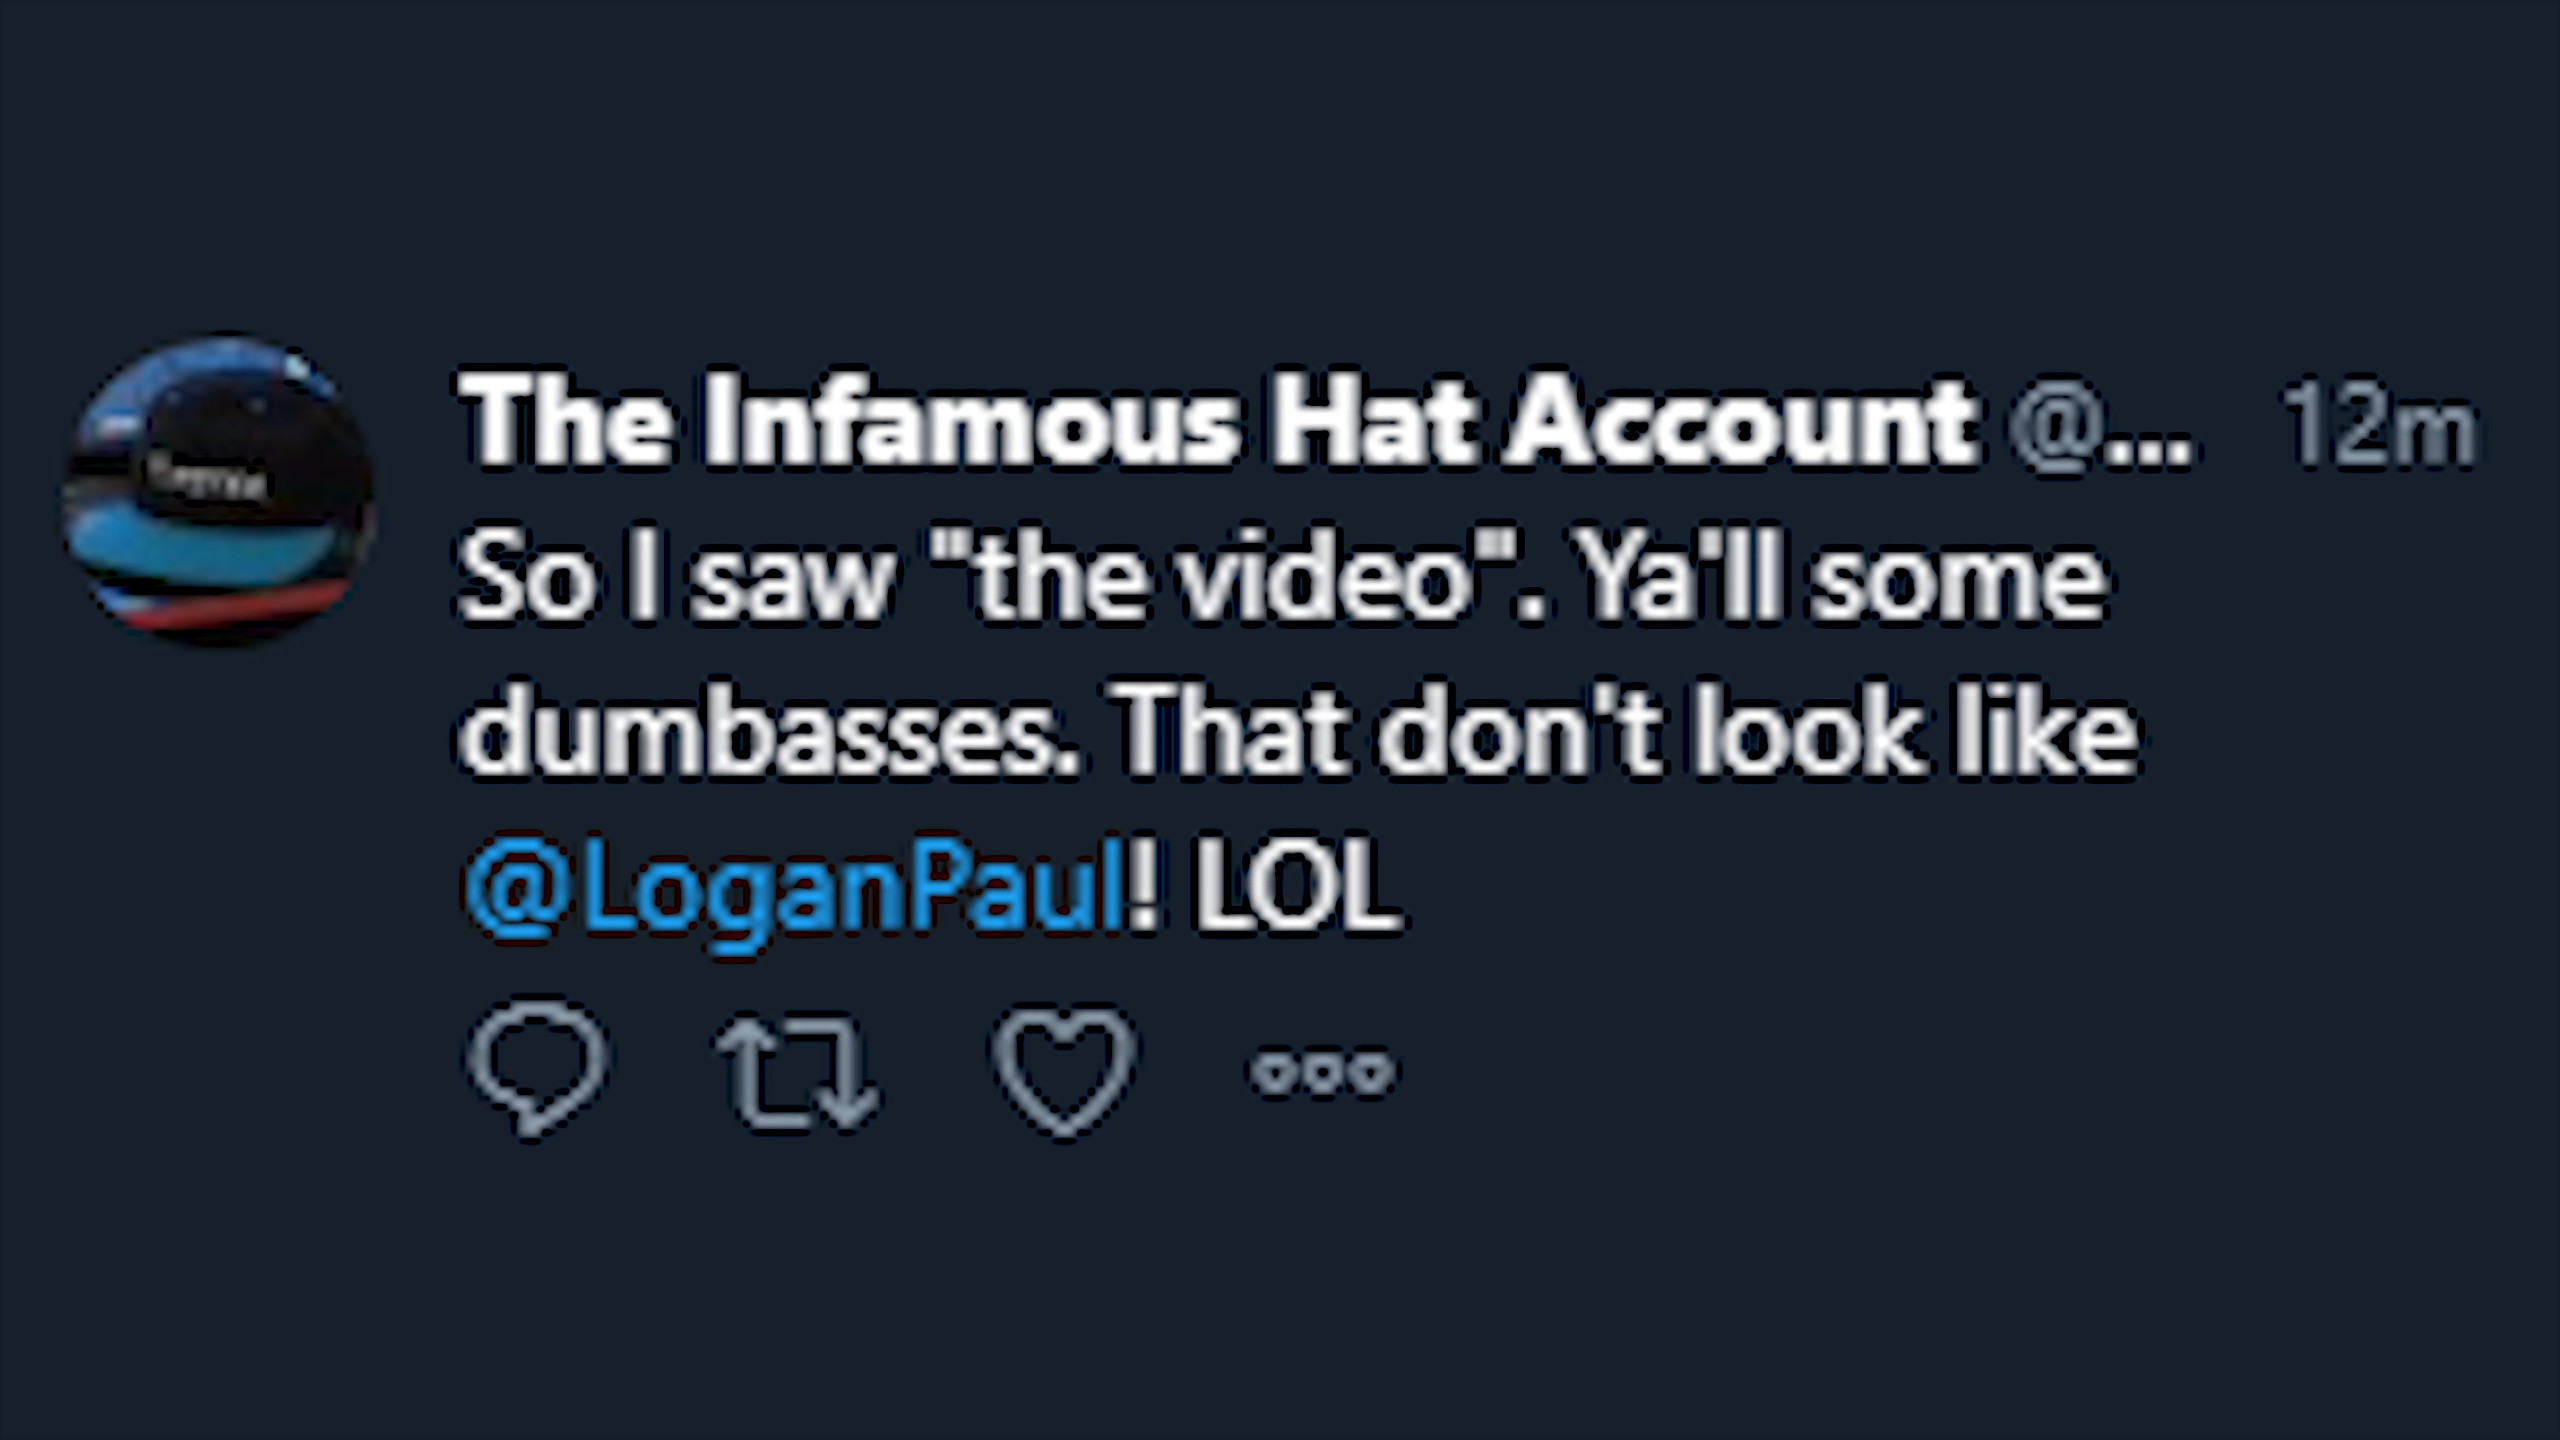 The Infamous Hat Account @... 12m
So I saw "the video". Ya'll some
dumbasses. That don't look like
@LoganPaul! LOL